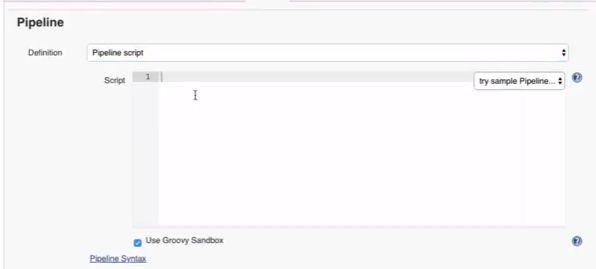 Pipeline
Definition Pipeline script
Script 1 try sample Pipeline...
Use Groovy Sandbox
Pipeline Syntax